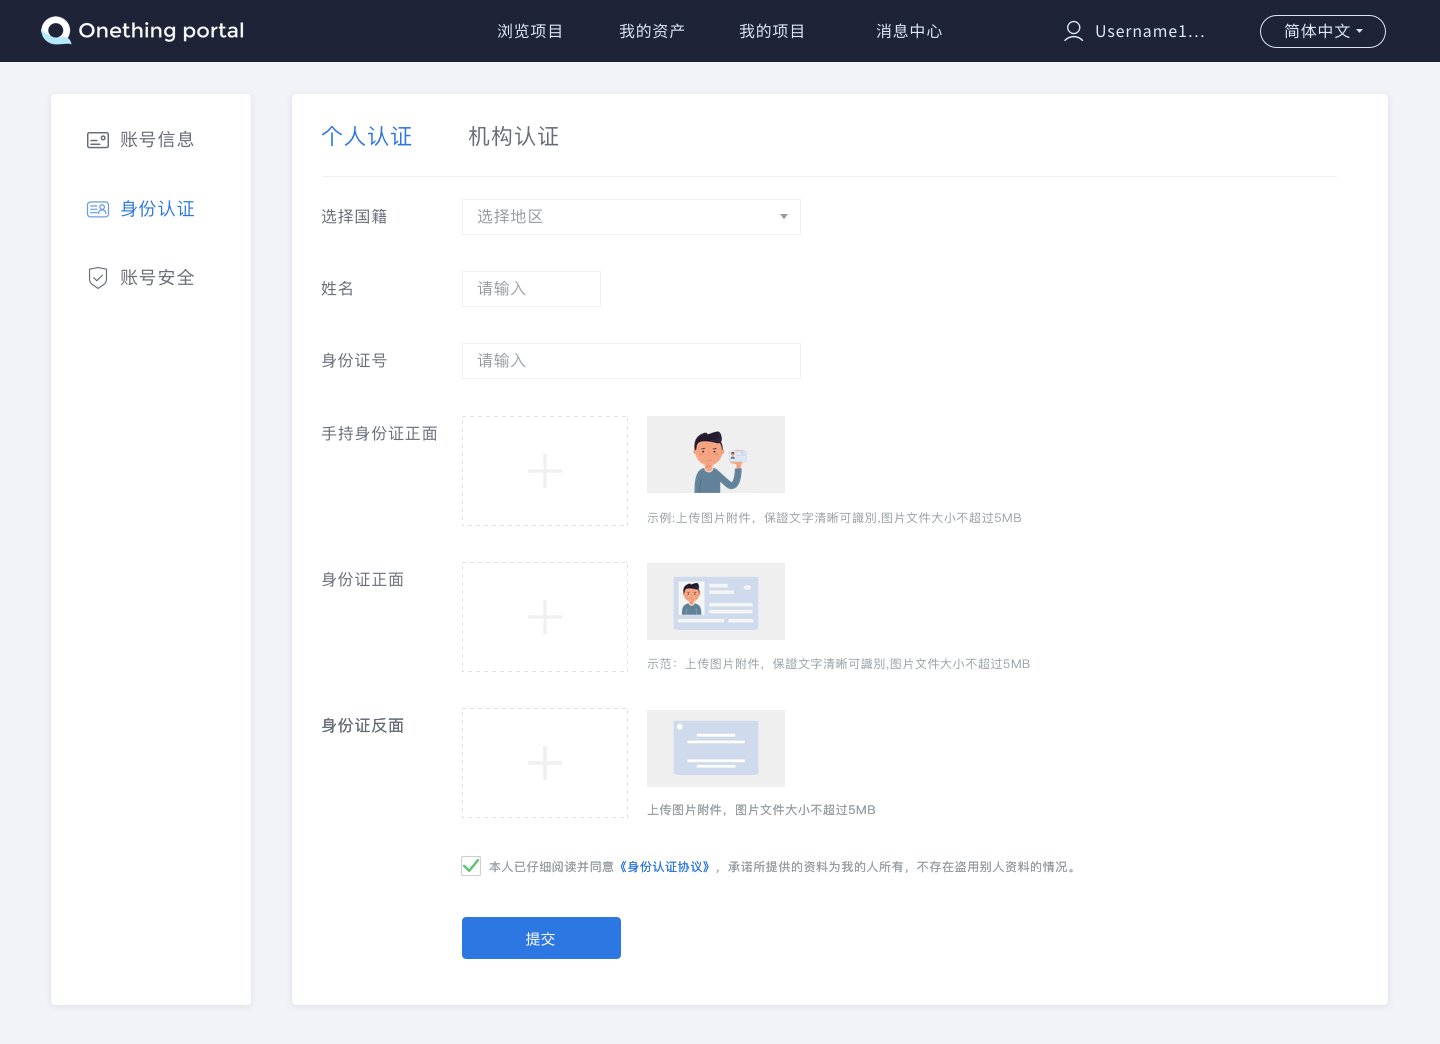 Onething portal
浏览项目
我的资产
我的项目
消息中心
Username1...
简体中文
账号信息
身份认证
账号安全
个人认证
机构认证
选择国籍
选择地区
姓名
请输入
身份证号
请输入
手持身份证正面
示例:上传图片附件，保證文字清晰可識別,图片文件大小不超过5MB
身份证正面
示范：上传图片附件，保證文字清晰可識別,图片文件大小不超过5MB
身份证反面
上传图片附件，图片文件大小不超过5MB
本人已仔细阅读并同意《身份认证协议》，承诺所提供的资料为我的人所有，不存在盗用别人资料的情况。
提交